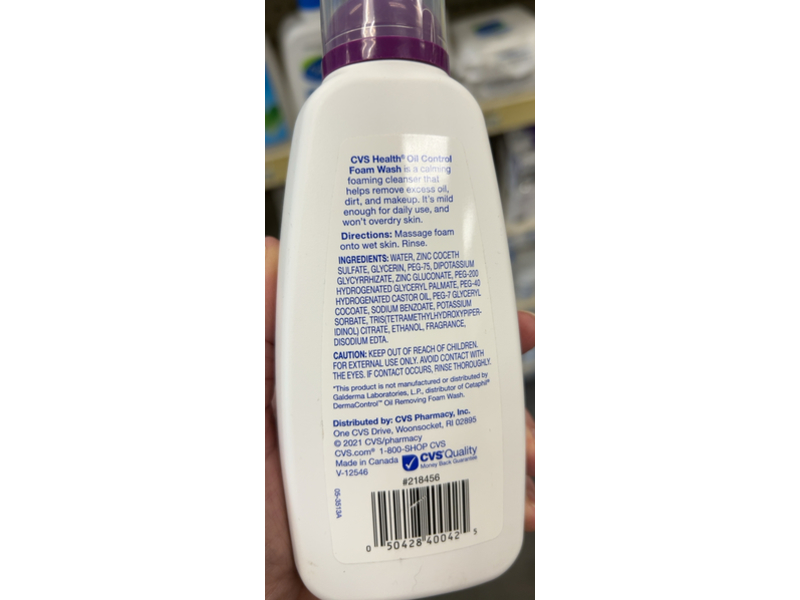 CVS Health® Oil Control
Foam Wash is a calming
foaming cleanser that
helps remove excess oil,
dirt, and makeup. It's mild
enough for daily use, and
won't overdry skin.
Directions: Massage foam
onto wet skin. Rinse.
INGREDIENTS: WATER, ZINC COCETH
SULFATE, GLYCERIN, PEG-75, DIPOTASSIUM
GLYCYRRHIZATE, ZINC GLUCONATE, PEG-200
HYDROGENATED GLYCERYL PALMATE, PEG-40
HYDROGENATED CASTOR OIL, PEG-7 GLYCERYL
COCOATE, SODIUM BENZOATE, POTASSIUM
SORBATE, TRIS(TETRAMETHYLHYDROXYPIPER-
IDINOL) CITRATE, ETHANOL, FRAGRANCE,
DISODIUM EDTA.
CAUTION: KEEP OUT OF REACH OF CHILDREN.
FOR EXTERNAL USE ONLY. AVOID CONTACT WITH
THE EYES. IF CONTACT OCCURS, RINSE THOROUGHLY.
*This product is not manufactured or distributed by
Galderma Laboratories, L.P., distributor of Cetaphil®
DermaControl™ Oil Removing Foam Wash.
Distributed by: CVS Pharmacy, Inc.
One CVS Drive, Woonsocket, RI 02895
© 2021 CVS/pharmacy
CVS.com® 1-800-SHOP CVS
Made in Canada
V-12546
CVS Quality
Money Back Guarantee
#218456
05-3513A
0 50428 40042 5